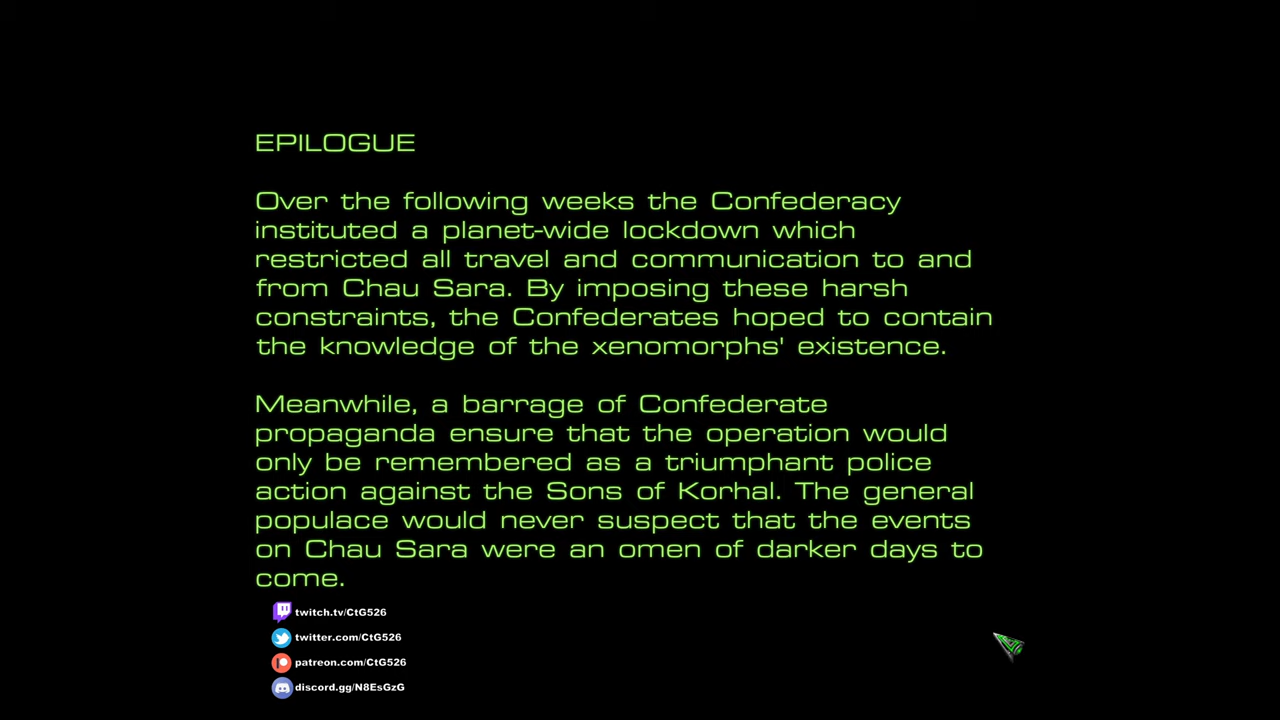 EPILOGUE
Over the following weeks the Confederacy
instituted a planet-wide lockdown which
restricted all travel and communication to and
from Chau Sara. By imposing these harsh
constraints, the Confederates hoped to contain
the knowledge of the xenomorphs' existence.
Meanwhile, a barrage of Confederate
propaganda ensure that the operation would
only be remembered as a triumphant police
action against the Sons of Korhal. The general
populace would never suspect that the events
on Chau Sara were an omen of darker days to
come.
twitch.tv/CtG526
twitter.com/CtG526
patreon.com/CtG526
discord.gg/N8EsGzG